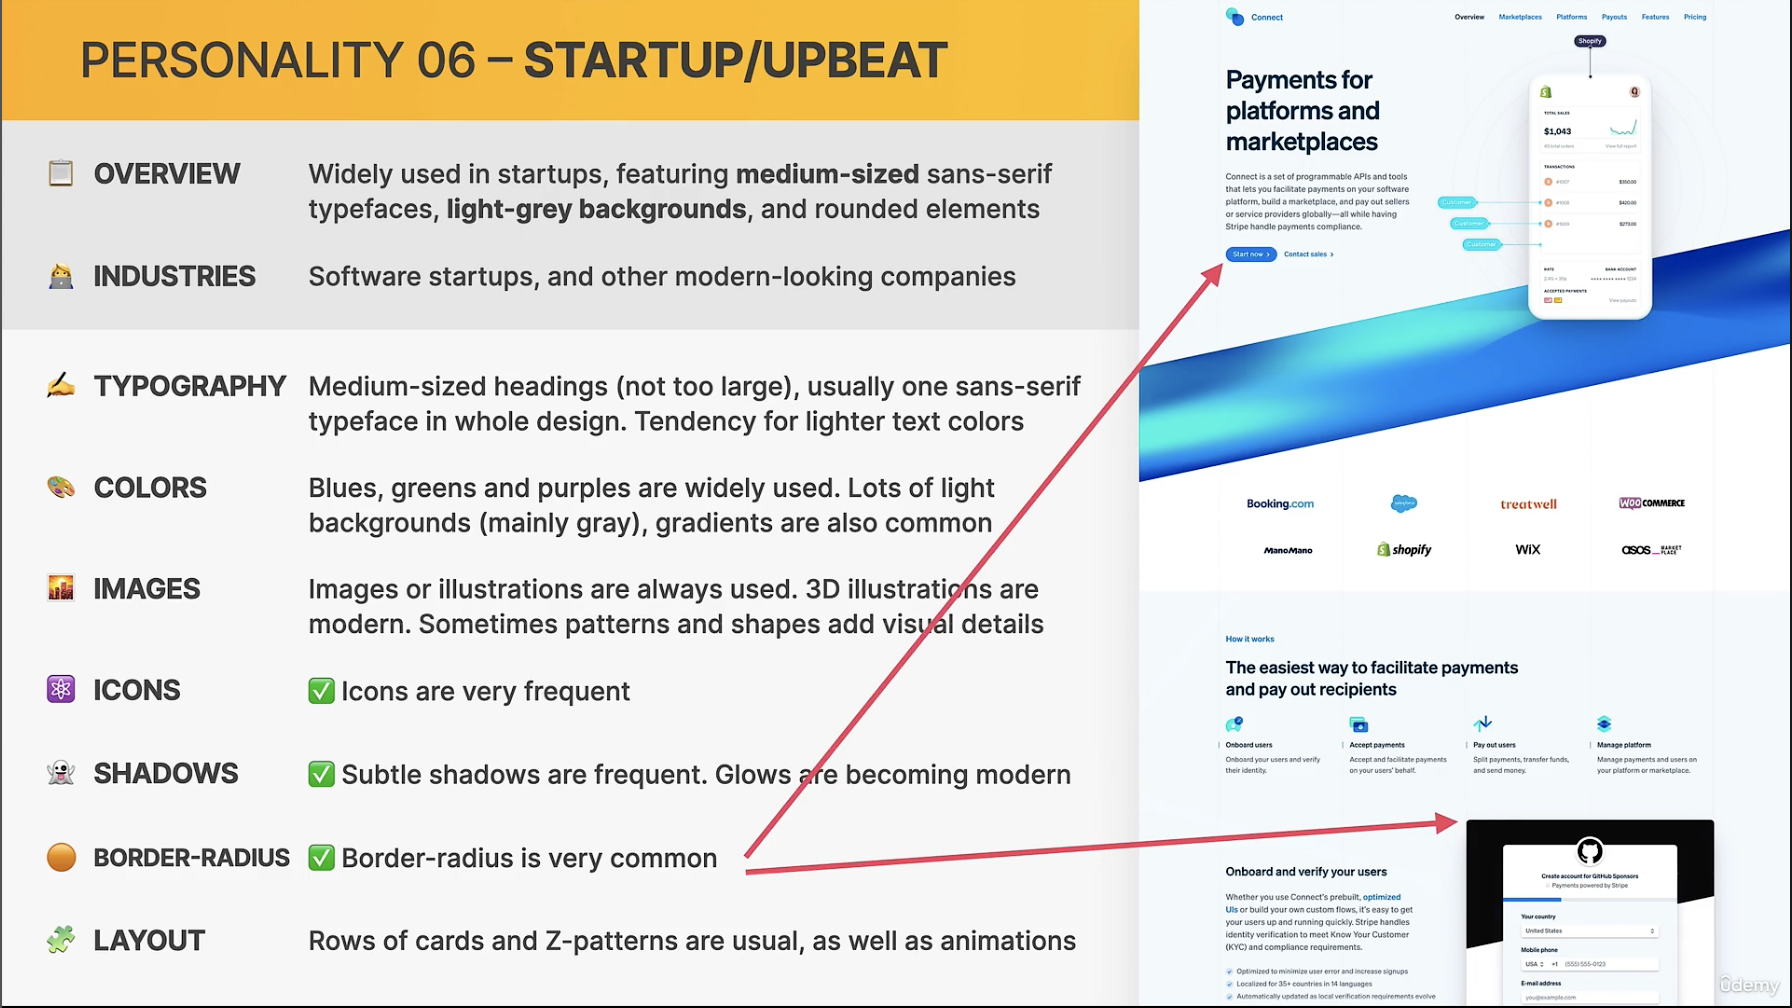 PERSONALITY 06 – STARTUP/UPBEAT
OVERVIEW
Widely used in startups, featuring medium-sized sans-serif
typefaces, light-grey backgrounds, and rounded elements
INDUSTRIES
Software startups, and other modern-looking companies
TYPOGRAPHY
Medium-sized headings (not too large), usually one sans-serif
typeface in whole design. Tendency for lighter text colors
COLORS
Blues, greens and purples are widely used. Lots of light
backgrounds (mainly gray), gradients are also common
IMAGES
Images or illustrations are always used. 3D illustrations are
modern. Sometimes patterns and shapes add visual details
ICONS
Icons are very frequent
SHADOWS
Subtle shadows are frequent. Glows are becoming modern
BORDER-RADIUS
Border-radius is very common
LAYOUT
Rows of cards and Z-patterns are usual, as well as animations
Connect
Overview Marketplaces Platforms Payouts Features Pricing
Shopify
Payments for
platforms and
marketplaces
Connect is a set of programmable APIs and tools
that lets you facilitate payments on your software
platform, build a marketplace, and pay out sellers
or service providers globally—all while having
Stripe handle payments compliance.
Start now
Contact sales
TOTAL SALES
$1,043
View full report
TRANSACTIONS
#1007 $350.00
#1008 $420.00
#1009 $273.00
Customer
Customer
Customer
RATE BANK ACCOUNT
ACCEPTED PAYMENTS
View payouts
Booking.com
salesforce
treatwell
WOO COMMERCE
ManoMano
shopify
WiX
asos MARKET
PLACE
How it works
The easiest way to facilitate payments
and pay out recipients
Onboard users
Onboard your users and verify
their identity.
Accept payments
Accept and facilitate payments
on your users' behalf.
Pay out users
Split payments, transfer funds,
and send money.
Manage platform
Manage payments and users on
your platform or marketplace.
Onboard and verify your users
Whether you use Connect's prebuilt, optimized
UIs or build your own custom flows, it's easy to get
your users up and running quickly. Stripe handles
identity verification to meet Know Your Customer
(KYC) and compliance requirements.
Optimized to minimize user error and increase signups
Localized for 35+ countries in 14 languages
Automatically updated as local verification requirements evolve
Create account for GitHub Sponsors
Payments powered by Stripe
Your country
United States
Mobile phone
USA +1 (555) 555-0123
E-mail address
you@example.com
ûdemy